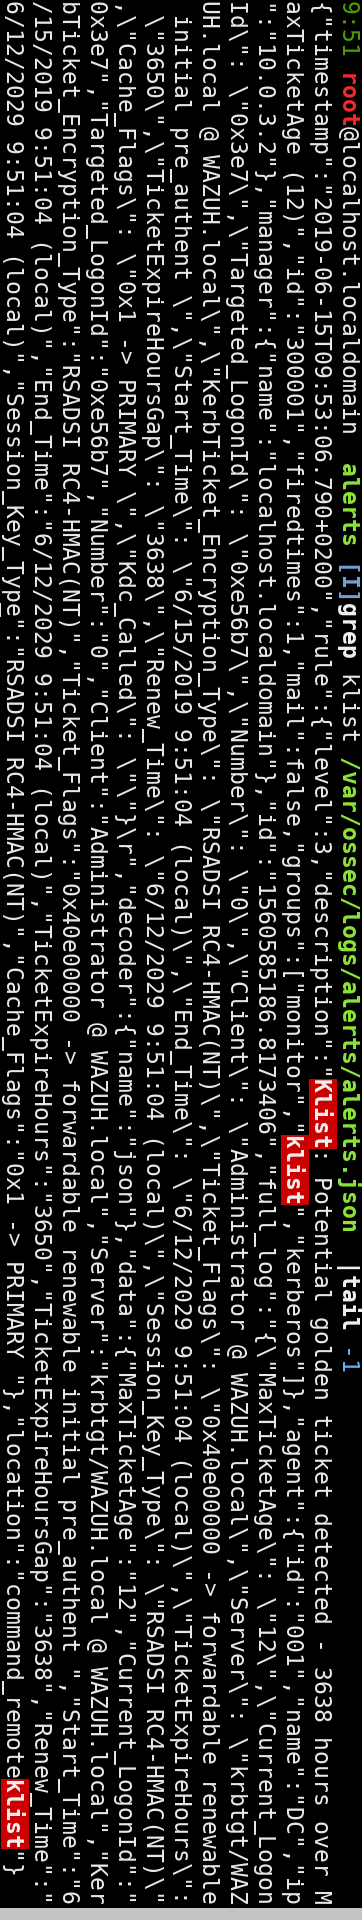 9:51 root@localhost.localdomain  alerts [I]grep klist /var/ossec/logs/alerts/alerts.json  |tail -1
{"timestamp":"2019-06-15T09:53:06.790+0200","rule":{"level":3,"description":"Klist: Potential golden ticket detected - 3638 hours over M
axTicketAge (12)","id":"300001","firedtimes":1,"mail":false,"groups":["monitor","klist","kerberos"]},"agent":{"id":"001","name":"DC","ip
":"10.0.3.2"},"manager":{"name":"localhost.localdomain"},"id":"1560585186.8173406","full_log":"{\"MaxTicketAge\": \"12\",\"Current_Logon
Id\": \"0x3e7\",\"Targeted_LogonId\": \"0xe56b7\",\"Number\": \"0\",\"Client\": \"Administrator @ WAZUH.local\",\"Server\": \"krbtgt/WAZ
UH.local @ WAZUH.local\",\"KerbTicket_Encryption_Type\": \"RSADSI RC4-HMAC(NT)\",\"Ticket_Flags\": \"0x40e00000 -> forwardable renewable
 initial pre_authent \",\"Start_Time\": \"6/15/2019 9:51:04 (local)\",\"End_Time\": \"6/12/2029 9:51:04 (local)\",\"TicketExpireHours\":
 \"3650\",\"TicketExpireHoursGap\": \"3638\",\"Renew_Time\": \"6/12/2029 9:51:04 (local)\",\"Session_Key_Type\": \"RSADSI RC4-HMAC(NT)\"
,\"Cache_Flags\": \"0x1 -> PRIMARY \",\"Kdc_Called\": \"\"}\r","decoder":{"name":"json"},"data":{"MaxTicketAge":"12","Current_LogonId":"
0x3e7","Targeted_LogonId":"0xe56b7","Number":"0","Client":"Administrator @ WAZUH.local","Server":"krbtgt/WAZUH.local @ WAZUH.local","Ker
bTicket_Encryption_Type":"RSADSI RC4-HMAC(NT)","Ticket_Flags":"0x40e00000 -> forwardable renewable initial pre_authent ","Start_Time":"6
/15/2019 9:51:04 (local)","End_Time":"6/12/2029 9:51:04 (local)","TicketExpireHours":"3650","TicketExpireHoursGap":"3638","Renew_Time":"
6/12/2029 9:51:04 (local)","Session_Key_Type":"RSADSI RC4-HMAC(NT)","Cache_Flags":"0x1 -> PRIMARY "},"location":"command_remoteklist"}